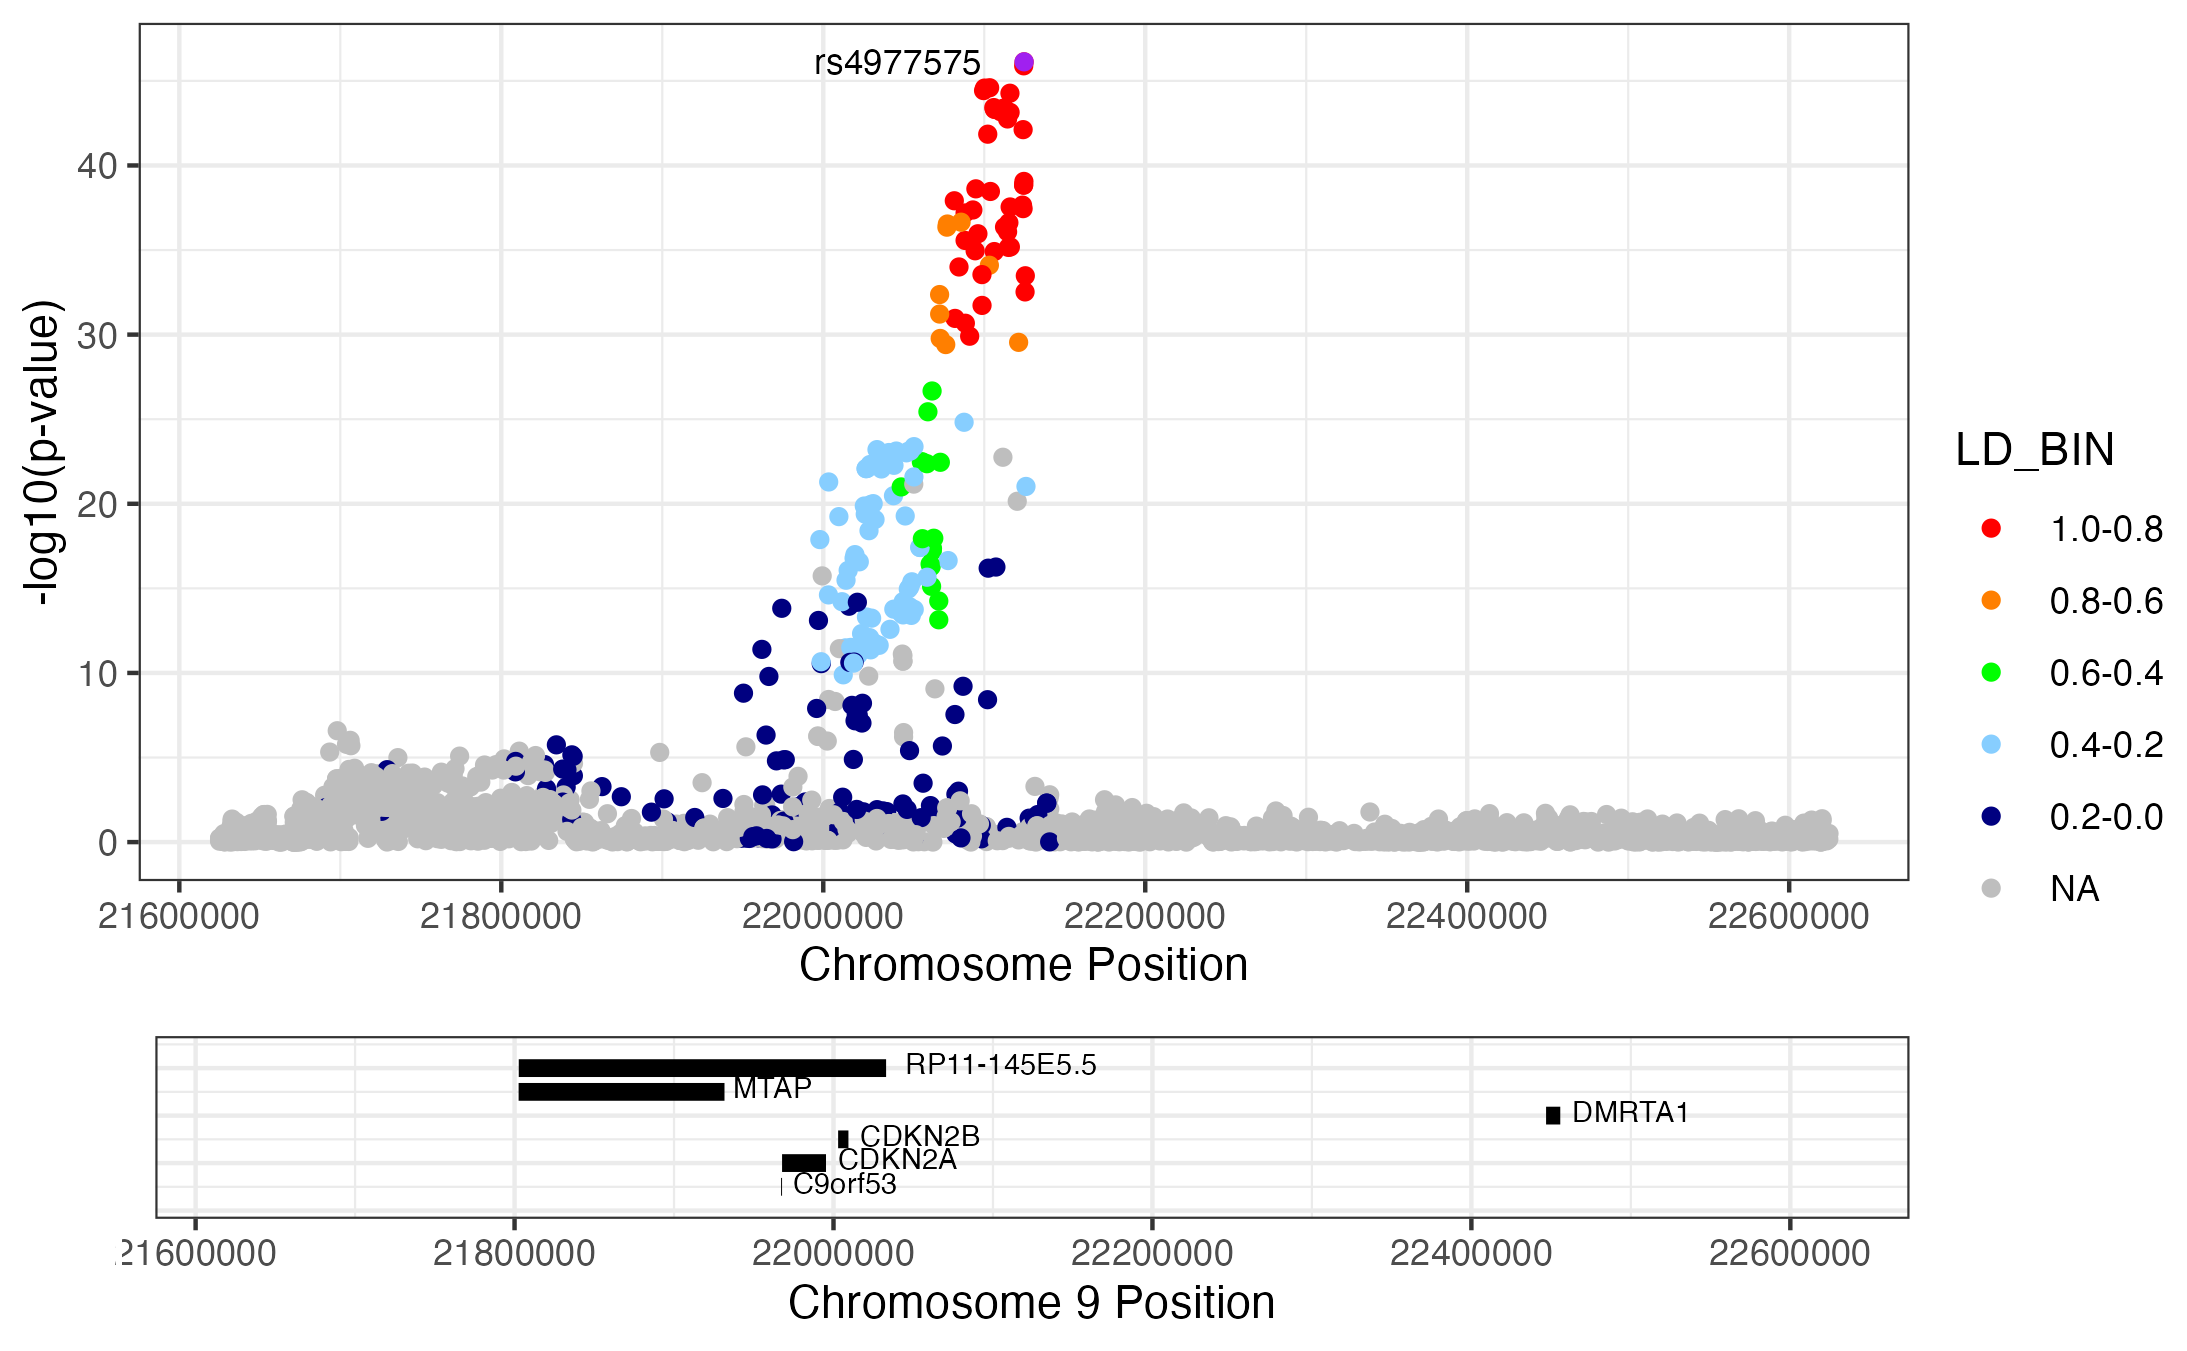 rs4977575
40
30
20
10
0
-log10(p-value)
21600000 21800000 22000000 22200000 22400000 22600000
Chromosome Position
LD_BIN
1.0-0.8
0.8-0.6
0.6-0.4
0.4-0.2
0.2-0.0
NA
RP11-145E5.5
MTAP
DMRTA1
CDKN2B
CDKN2A
C9orf53
21600000 21800000 22000000 22200000 22400000 22600000
Chromosome 9 Position